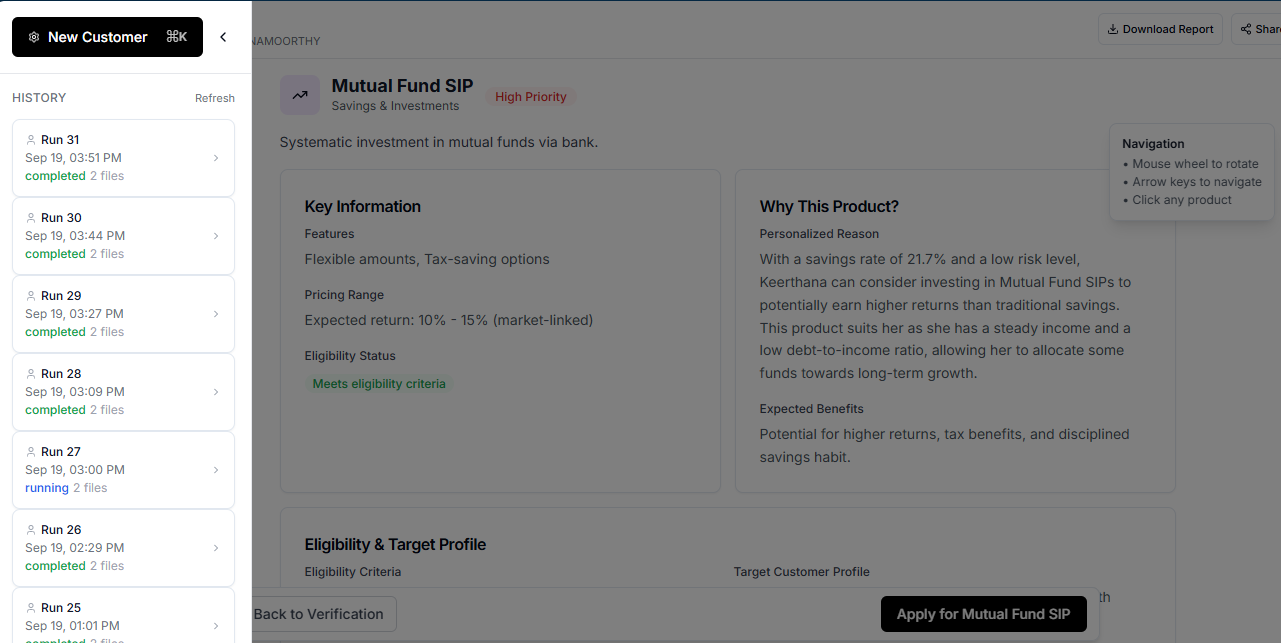 New Customer ⌘K
HISTORY
Refresh
Run 31
Sep 19, 03:51 PM
completed 2 files
Run 30
Sep 19, 03:44 PM
completed 2 files
Run 29
Sep 19, 03:27 PM
completed 2 files
Run 28
Sep 19, 03:09 PM
completed 2 files
Run 27
Sep 19, 03:00 PM
running 2 files
Run 26
Sep 19, 02:29 PM
completed 2 files
Run 25
Sep 19, 01:01 PM
completed 2 files
NAMOORTHY
Download Report
Share
Mutual Fund SIP
Savings & Investments
High Priority
Systematic investment in mutual funds via bank.
Navigation
• Mouse wheel to rotate
• Arrow keys to navigate
• Click any product
Key Information
Features
Flexible amounts, Tax-saving options
Pricing Range
Expected return: 10% - 15% (market-linked)
Eligibility Status
Meets eligibility criteria
Why This Product?
Personalized Reason
With a savings rate of 21.7% and a low risk level,
Keerthana can consider investing in Mutual Fund SIPs to
potentially earn higher returns than traditional savings.
This product suits her as she has a steady income and a
low debt-to-income ratio, allowing her to allocate some
funds towards long-term growth.
Expected Benefits
Potential for higher returns, tax benefits, and disciplined
savings habit.
Eligibility & Target Profile
Eligibility Criteria
Target Customer Profile
th
Back to Verification
Apply for Mutual Fund SIP